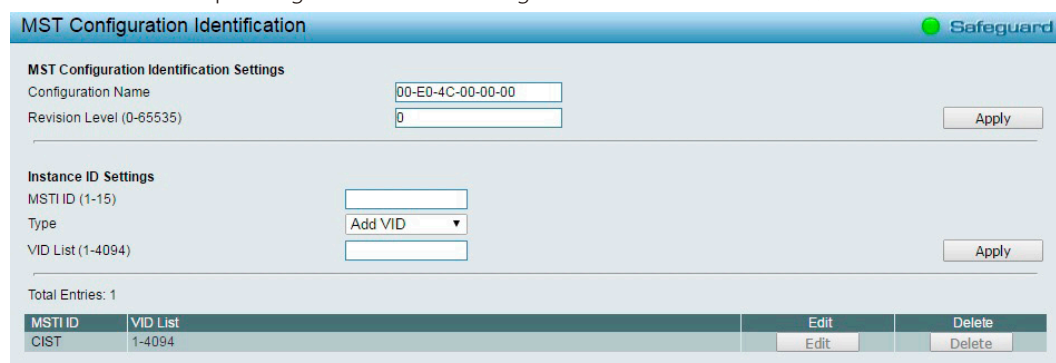 MST Configuration Identification
Safeguard
MST Configuration Identification Settings
Configuration Name 00-E0-4C-00-00-00
Revision Level (0-65535) 0 Apply
Instance ID Settings
MSTI ID (1-15)
Type Add VID
VID List (1-4094) Apply
Total Entries: 1
MSTI ID VID List Edit Delete
CIST 1-4094 Edit Delete